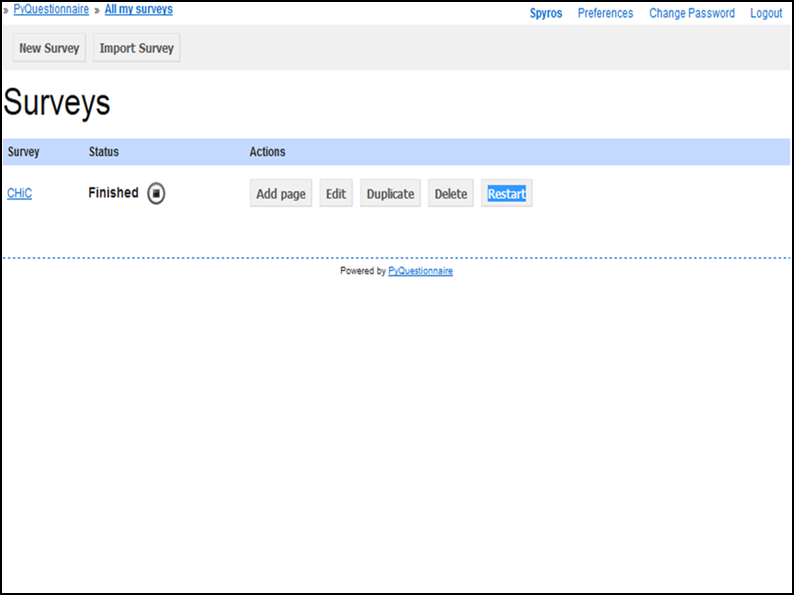 » PyQuestionnaire » All my surveys Spyros Preferences Change Password Logout
New Survey Import Survey
Surveys
Survey Status Actions
CHiC Finished Add page Edit Duplicate Delete Restart
Powered by PyQuestionnaire